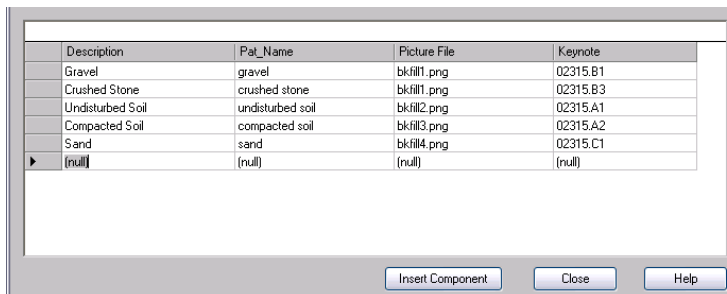 Description Pat_Name Picture File Keynote
Gravel gravel bkfill1.png 02315.B1
Crushed Stone crushed stone bkfill1.png 02315.B3
Undisturbed Soil undisturbed soil bkfill2.png 02315.A1
Compacted Soil compacted soil bkfill3.png 02315.A2
Sand sand bkfill4.png 02315.C1
(null) (null) (null) (null)
Insert Component Close Help